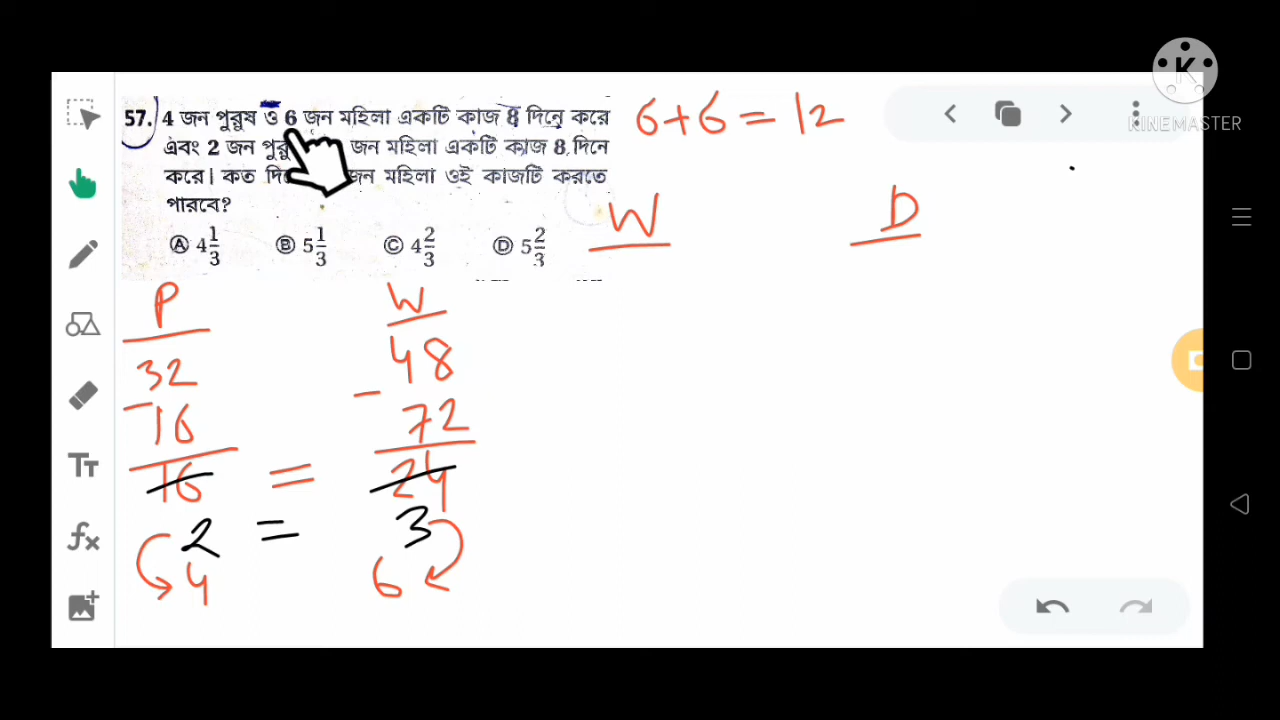 57. 4 জন পুরুষ ও 6 জন মহিলা একটি কাজ 8 দিনে করে
এবং 2 জন জন মহিলা একটি কাজ 8 দিনে
করে। কত জন মহিলা ওই কাজটি করতে
পারবে?
Ⓐ 4 1/3 Ⓑ 5 1/3 Ⓒ 4 2/3 Ⓓ 5 2/3
6+6=12
W D
P W
32 48
- 16 - 72
16 = 24
2 = 3
4 6
Tт
fx
K
KINEMASTER